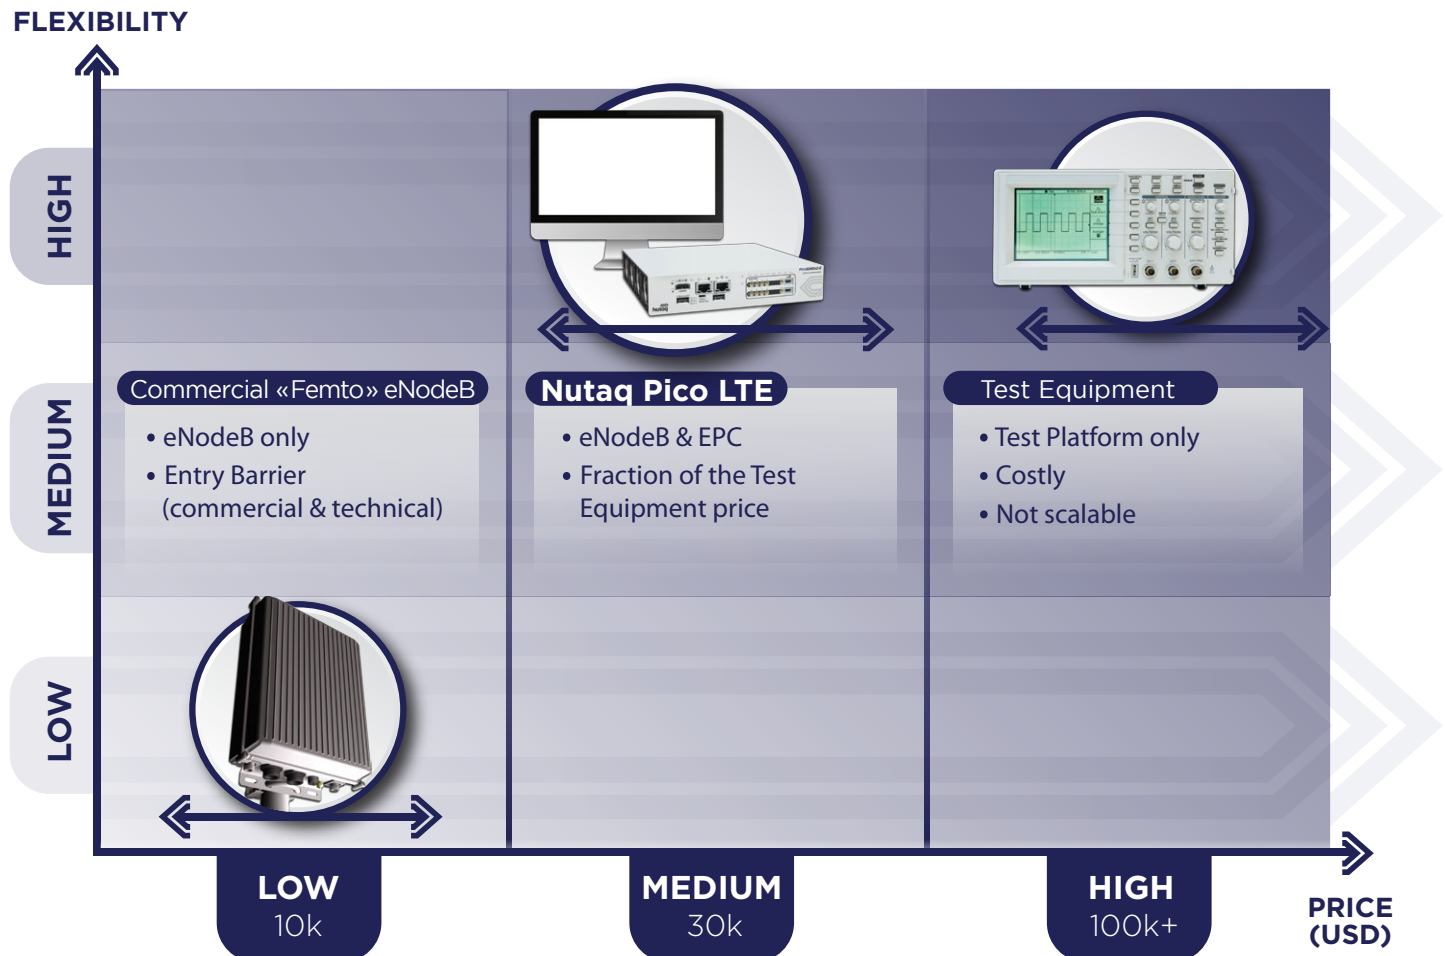 FLEXIBILITY
HIGH
MEDIUM
LOW
nutaq
Commercial «Femto» eNodeB
• eNodeB only
• Entry Barrier
(commercial & technical)
Nutaq Pico LTE
• eNodeB & EPC
• Fraction of the Test
Equipment price
Test Equipment
• Test Platform only
• Costly
• Not scalable
LOW
10k
MEDIUM
30k
HIGH
100k+
PRICE
(USD)